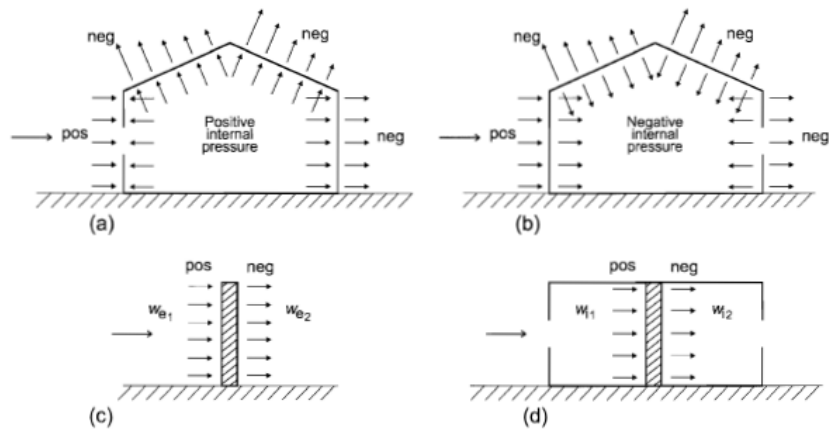 neg
neg
pos
Positive
internal
pressure
neg
(a)
neg
neg
pos
Negative
internal
pressure
neg
(b)
pos
neg
we1
we2
(c)
pos
neg
wi1
wi2
(d)